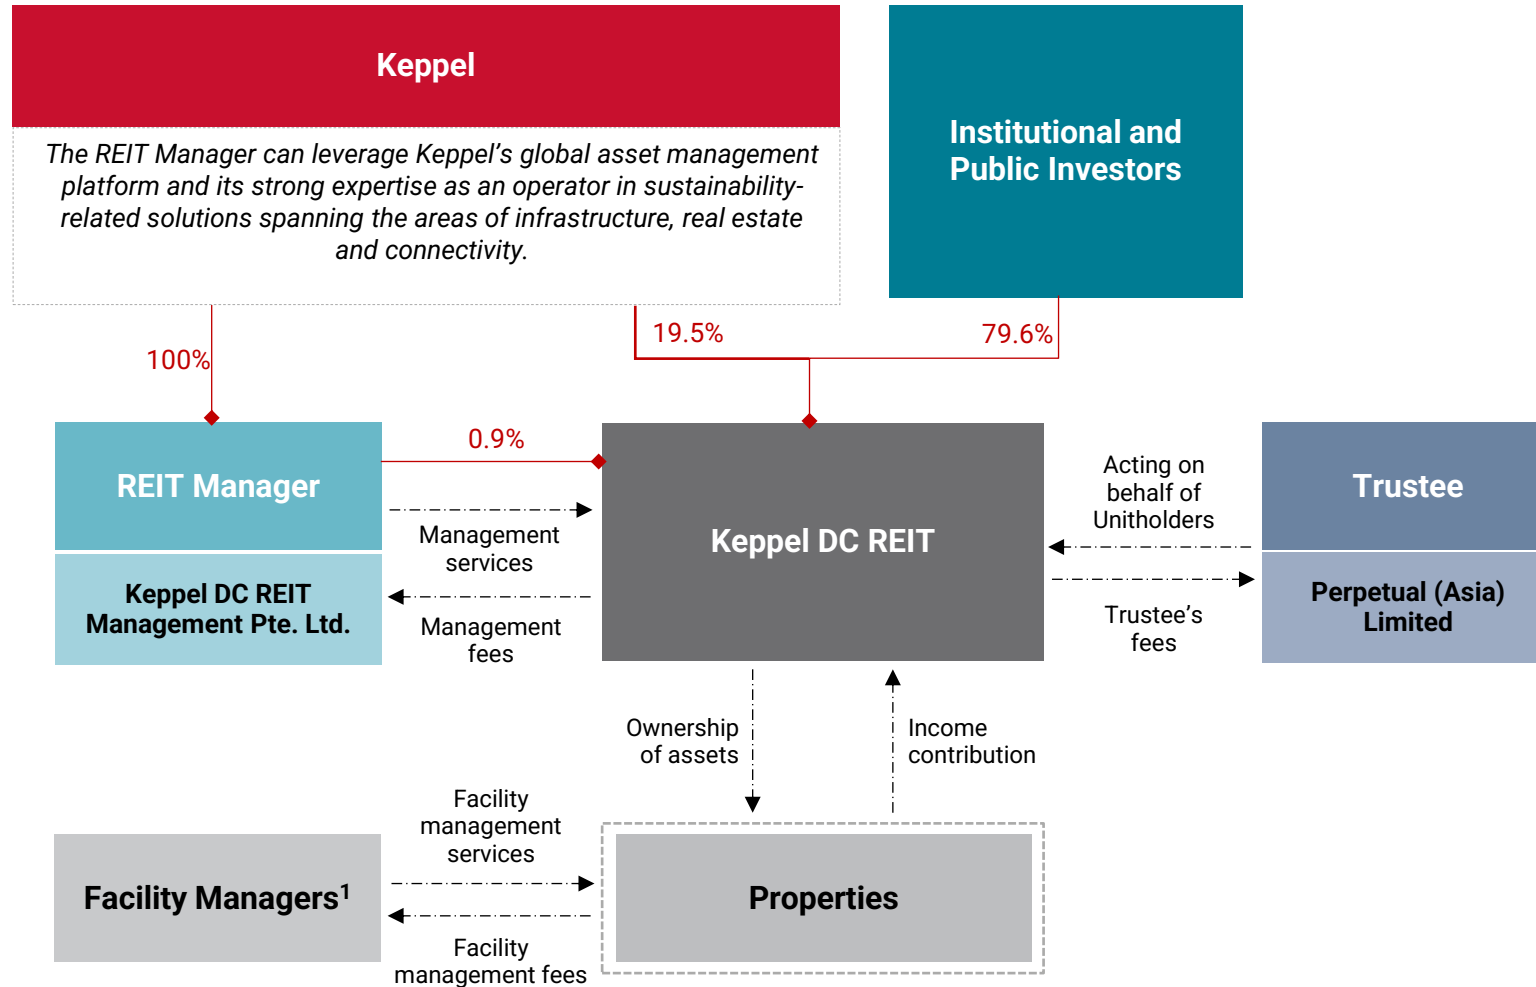 Keppel
The REIT Manager can leverage Keppel’s global asset management
platform and its strong expertise as an operator in sustainability-
related solutions spanning the areas of infrastructure, real estate
and connectivity.
Institutional and
Public Investors
100%
19.5%
79.6%
REIT Manager
Keppel DC REIT
Management Pte. Ltd.
0.9%
Management
services
Management
fees
Keppel DC REIT
Acting on
behalf of
Unitholders
Trustee’s
fees
Trustee
Perpetual (Asia)
Limited
Ownership
of assets
Income
contribution
Facility Managers¹
Facility
management
services
Facility
management fees
Properties